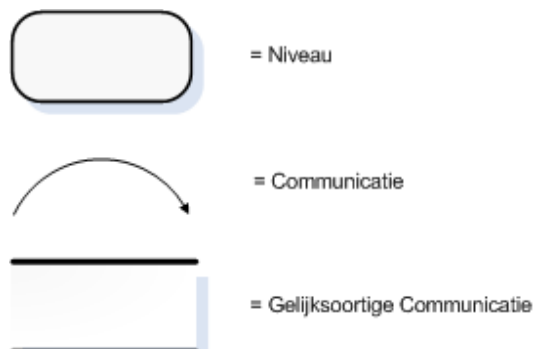 = Niveau
= Communicatie
= Gelijksoortige Communicatie